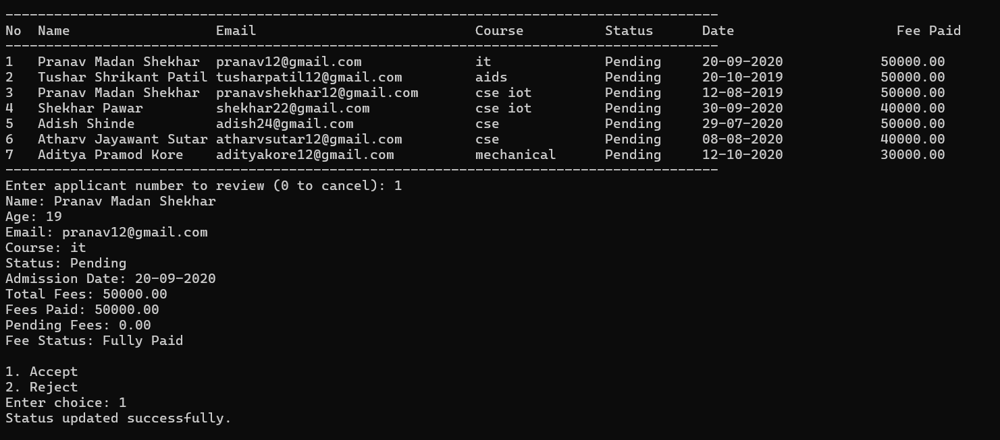 ----------------------------------------------------------------------------------------
No  Name                  Email                           Course          Status      Date                    Fee Paid
----------------------------------------------------------------------------------------
1   Pranav Madan Shekhar  pranav12@gmail.com              it              Pending     20-09-2020            50000.00
2   Tushar Shrikant Patil tusharpatil12@gmail.com         aids            Pending     20-10-2019            50000.00
3   Pranav Madan Shekhar  pranavshekhar12@gmail.com       cse iot         Pending     12-08-2019            50000.00
4   Shekhar Pawar         shekhar22@gmail.com             cse iot         Pending     30-09-2020            40000.00
5   Adish Shinde          adish24@gmail.com               cse             Pending     29-07-2020            50000.00
6   Atharv Jayawant Sutar atharvsutar12@gmail.com         cse             Pending     08-08-2020            40000.00
7   Aditya Pramod Kore    adityakore12@gmail.com          mechanical      Pending     12-10-2020            30000.00
----------------------------------------------------------------------------------------
Enter applicant number to review (0 to cancel): 1
Name: Pranav Madan Shekhar
Age: 19
Email: pranav12@gmail.com
Course: it
Status: Pending
Admission Date: 20-09-2020
Total Fees: 50000.00
Fees Paid: 50000.00
Pending Fees: 0.00
Fee Status: Fully Paid

1. Accept
2. Reject
Enter choice: 1
Status updated successfully.